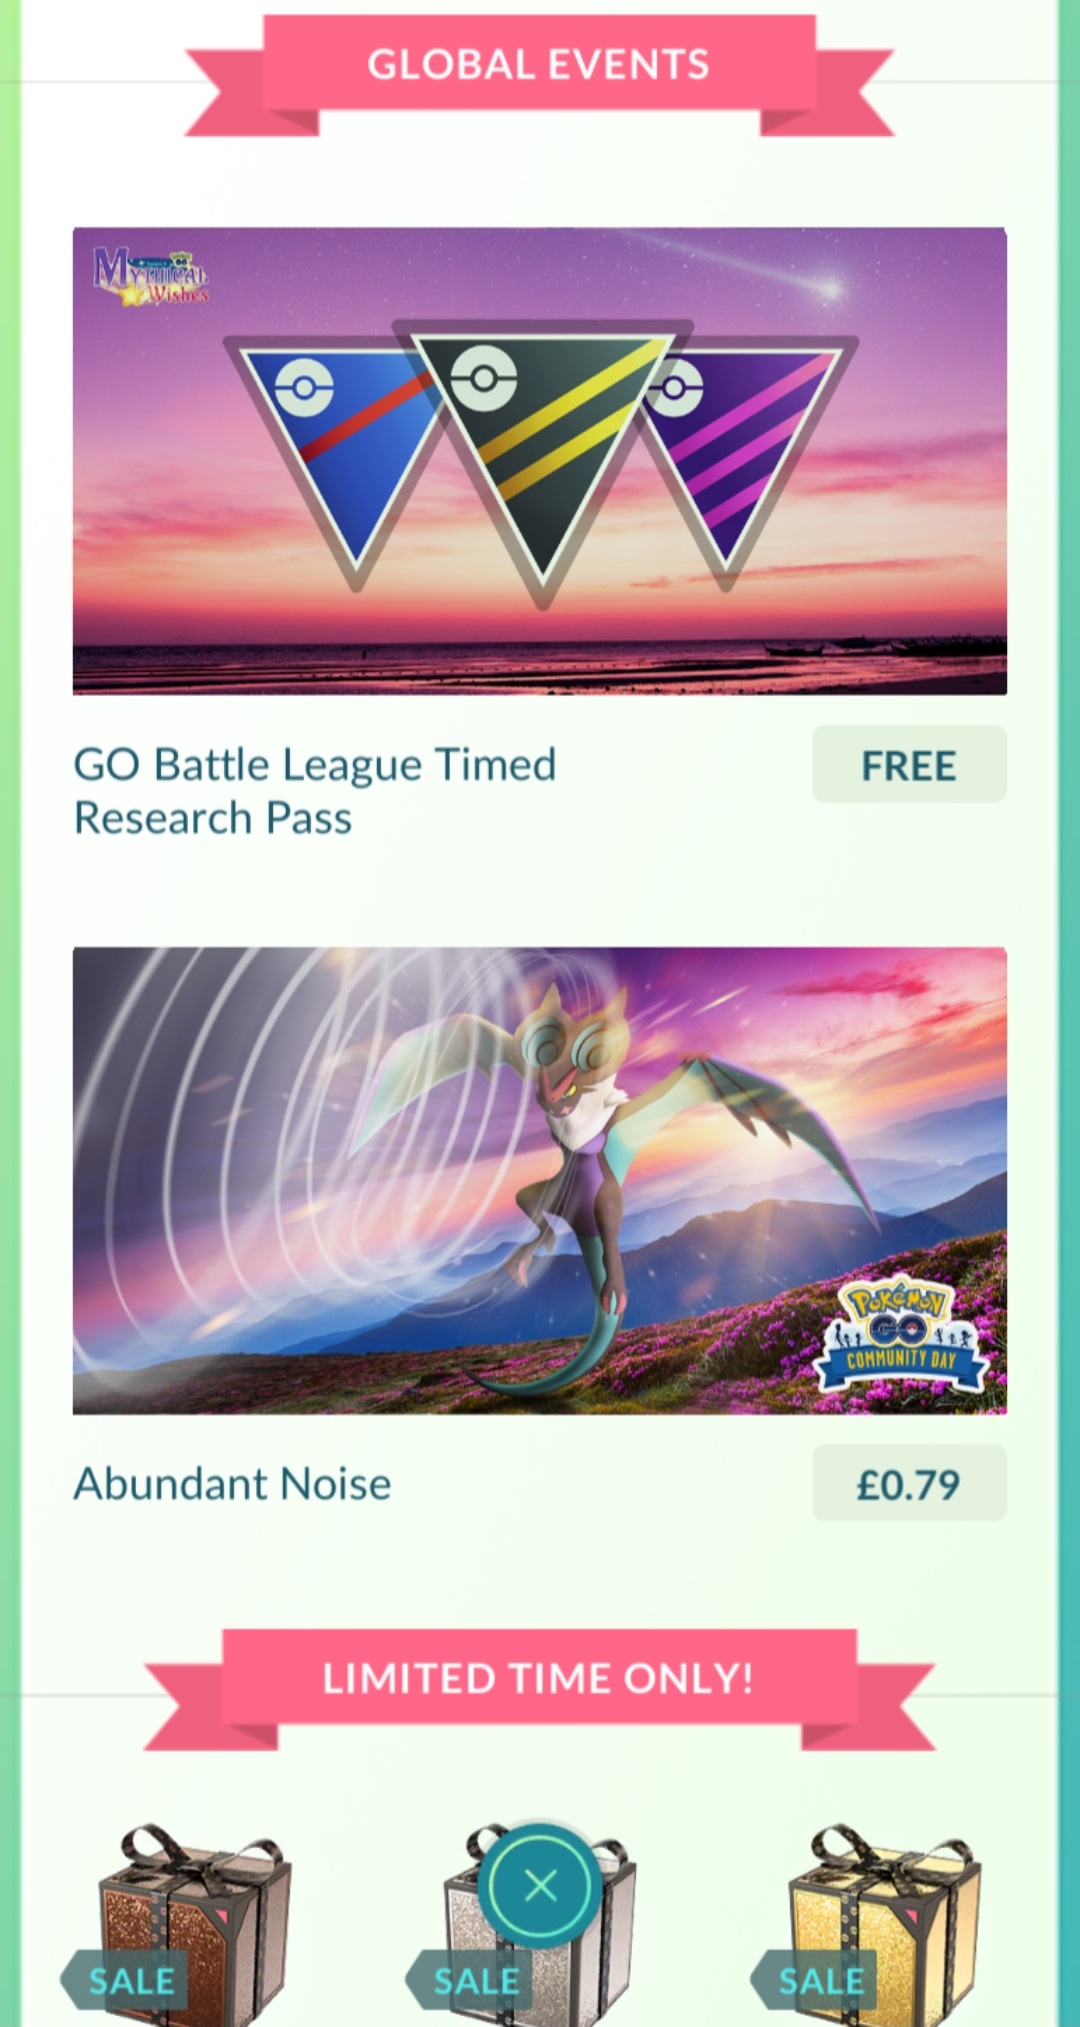 GLOBAL EVENTS
MYTHICAL
Wishes
GO Battle League Timed
Research Pass
FREE
POKéMON
GO
COMMUNITY DAY
Abundant Noise
£0.79
LIMITED TIME ONLY!
SALE
SALE
SALE